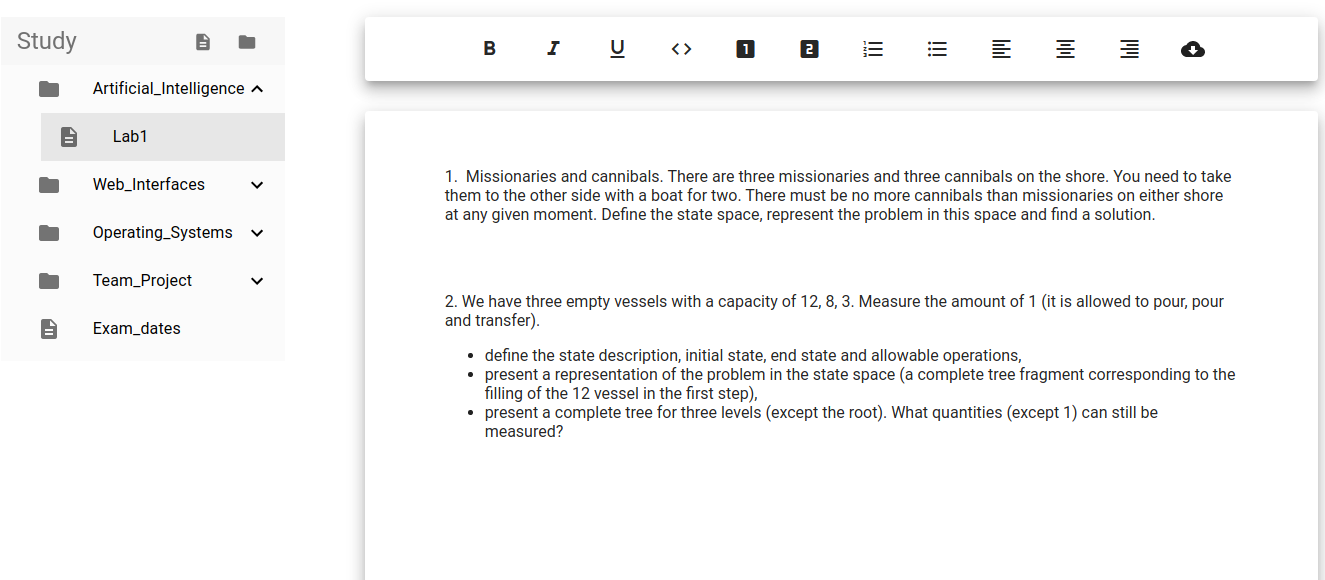 Study
Artificial_Intelligence
Lab1
Web_Interfaces
Operating_Systems
Team_Project
Exam_dates
B I U <> 1 2
1. Missionaries and cannibals. There are three missionaries and three cannibals on the shore. You need to take
them to the other side with a boat for two. There must be no more cannibals than missionaries on either shore
at any given moment. Define the state space, represent the problem in this space and find a solution.
2. We have three empty vessels with a capacity of 12, 8, 3. Measure the amount of 1 (it is allowed to pour, pour
and transfer).
• define the state description, initial state, end state and allowable operations,
• present a representation of the problem in the state space (a complete tree fragment corresponding to the
filling of the 12 vessel in the first step),
• present a complete tree for three levels (except the root). What quantities (except 1) can still be
measured?